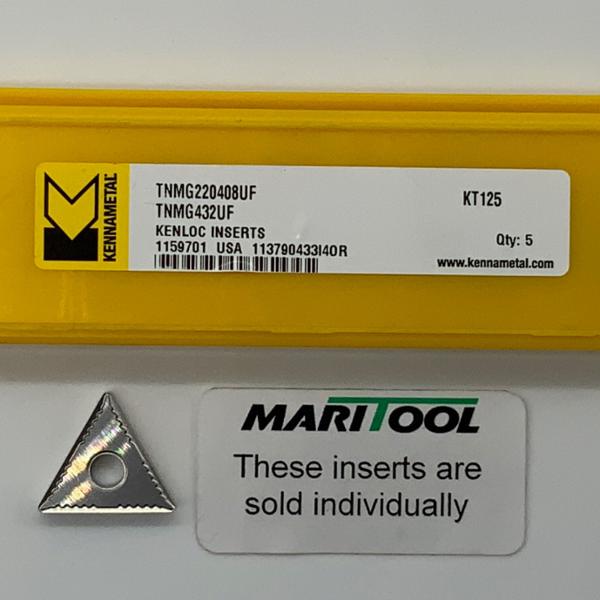 KENNAMETAL
TNMG220408UF
TNMG432UF
KENLOC INSERTS
1159701 USA 113790433I4OR
KT125
Qty: 5
www.kennametal.com
MARITOOL
These inserts are
sold individually